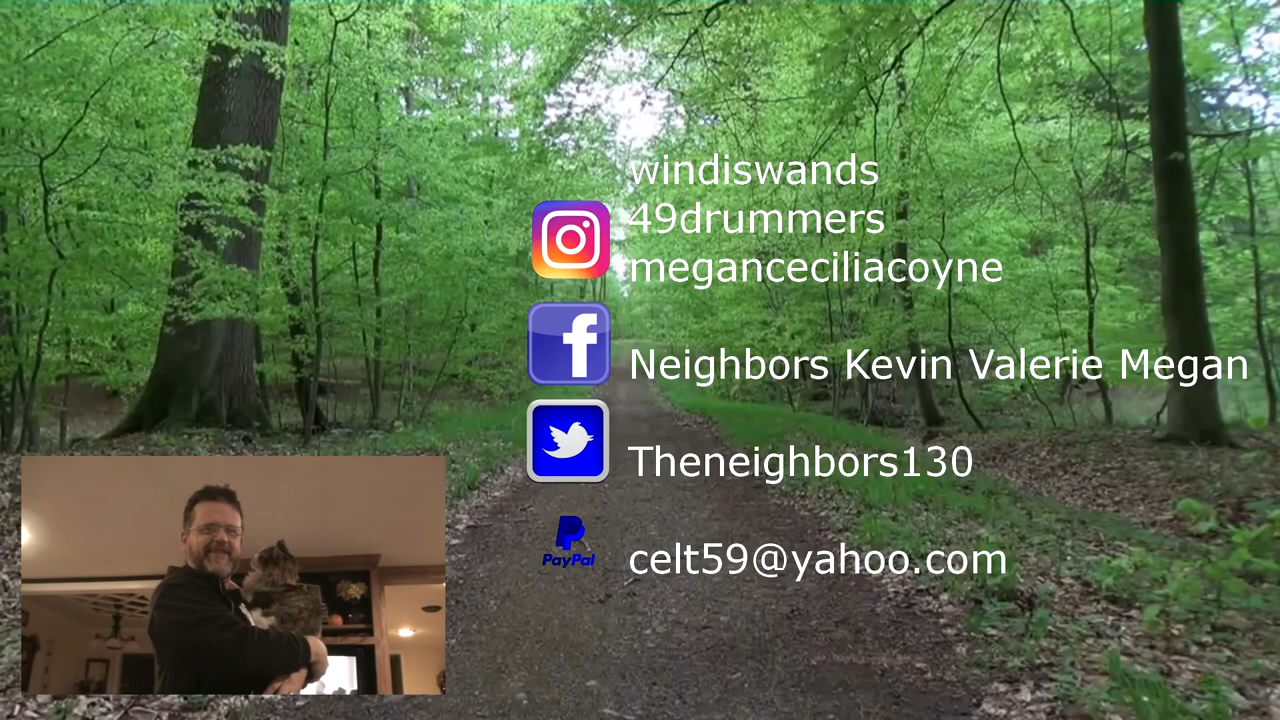 windiswands
49drummers
meganceciliacoyne
Neighbors Kevin Valerie Megan
Theneighbors130
PayPal
celt59@yahoo.com